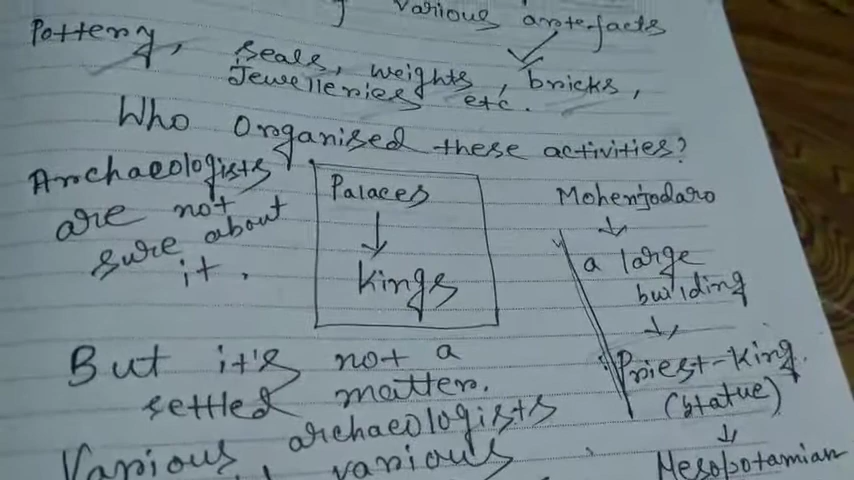 various artefacts
Pottery, seals, weights, bricks,
Jewelleries etc.
Who Organised these activities?
Archaeologists
are not
sure about
it.
Palaces
↓
Kings
Mohenjodaro
↓
a large
building
↓
Priest-King
(Statue)
↓
Mesopotamian
But it's not a
settled matter.
Various archaeologists
various